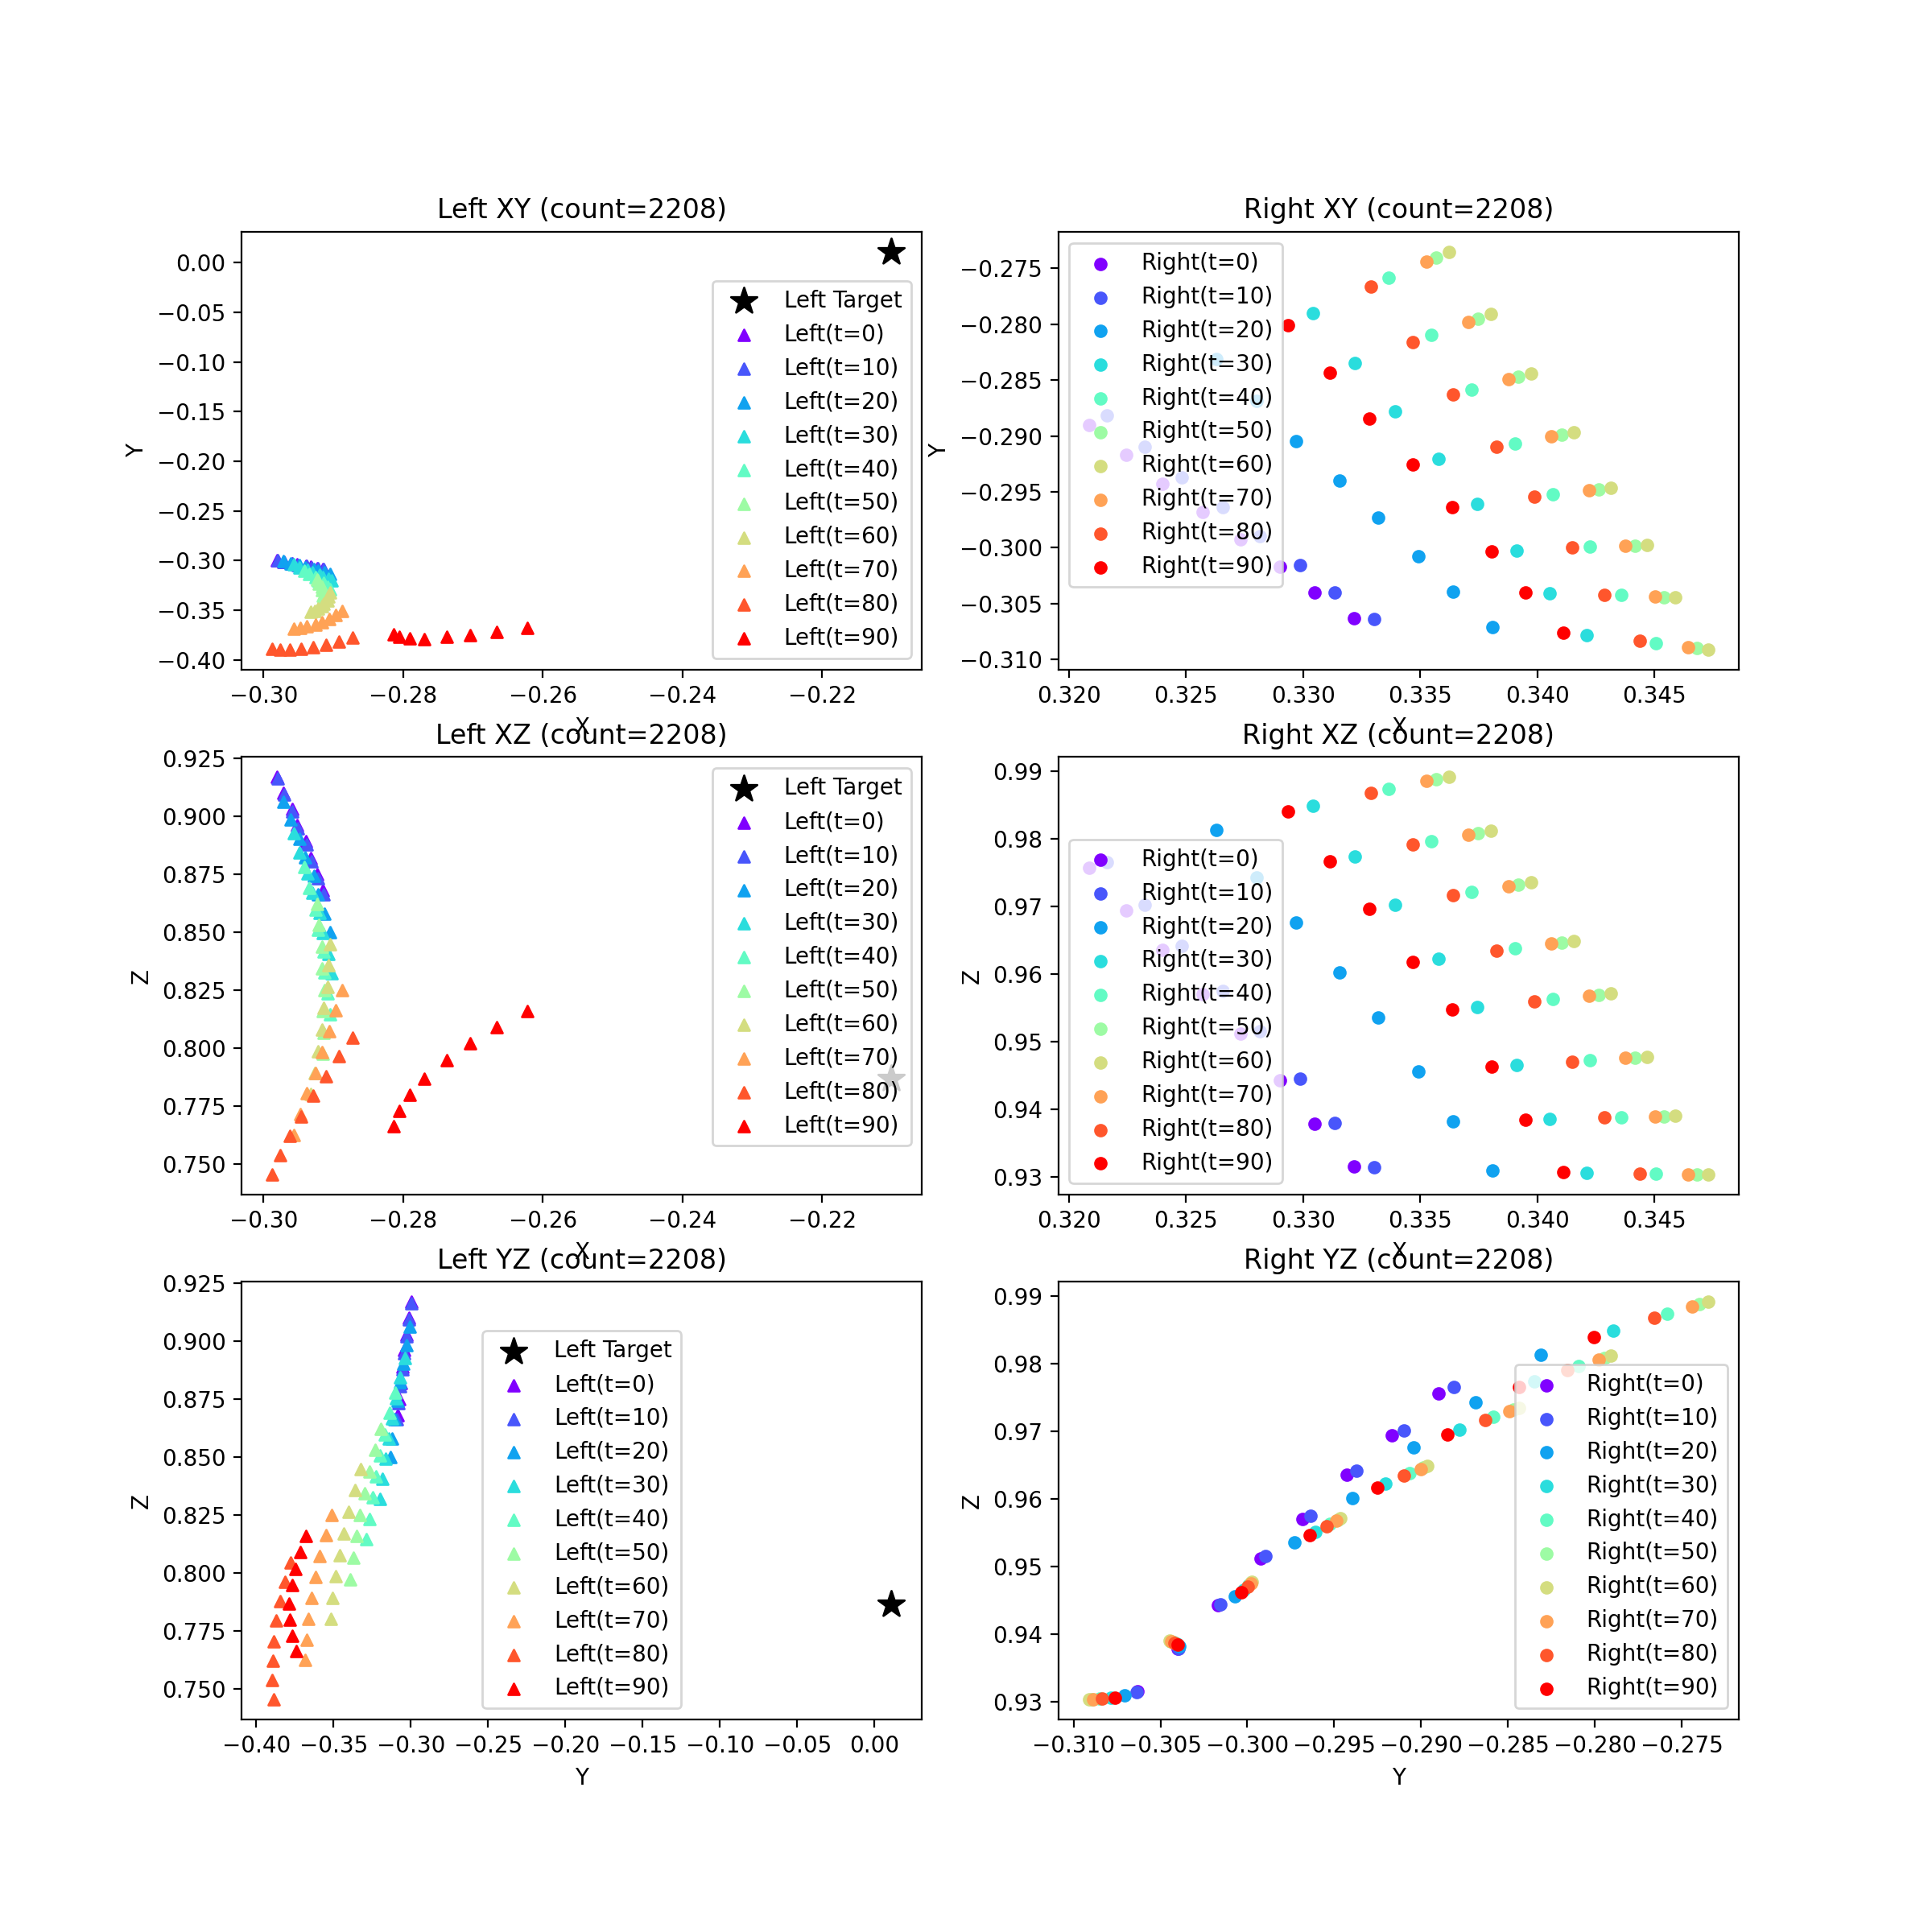 Left XY (count=2208)
0.00
−0.05
−0.10
−0.15
−0.20
−0.25
−0.30
−0.35
−0.40
Y
−0.30
−0.28
−0.26
−0.24
−0.22
X
Left Target
Left(t=0)
Left(t=10)
Left(t=20)
Left(t=30)
Left(t=40)
Left(t=50)
Left(t=60)
Left(t=70)
Left(t=80)
Left(t=90)
Right XY (count=2208)
−0.275
−0.280
−0.285
−0.290
−0.295
−0.300
−0.305
−0.310
Y
0.320
0.325
0.330
0.335
0.340
0.345
X
Right(t=0)
Right(t=10)
Right(t=20)
Right(t=30)
Right(t=40)
Right(t=50)
Right(t=60)
Right(t=70)
Right(t=80)
Right(t=90)
Left XZ (count=2208)
0.925
0.900
0.875
0.850
0.825
0.800
0.775
0.750
Z
−0.30
−0.28
−0.26
−0.24
−0.22
X
Left Target
Left(t=0)
Left(t=10)
Left(t=20)
Left(t=30)
Left(t=40)
Left(t=50)
Left(t=60)
Left(t=70)
Left(t=80)
Left(t=90)
Right XZ (count=2208)
0.99
0.98
0.97
0.96
0.95
0.94
0.93
Z
0.320
0.325
0.330
0.335
0.340
0.345
X
Right(t=0)
Right(t=10)
Right(t=20)
Right(t=30)
Right(t=40)
Right(t=50)
Right(t=60)
Right(t=70)
Right(t=80)
Right(t=90)
Left YZ (count=2208)
0.925
0.900
0.875
0.850
0.825
0.800
0.775
0.750
Z
−0.40
−0.35
−0.30
−0.25
−0.20
−0.15
−0.10
−0.05
0.00
Y
Left Target
Left(t=0)
Left(t=10)
Left(t=20)
Left(t=30)
Left(t=40)
Left(t=50)
Left(t=60)
Left(t=70)
Left(t=80)
Left(t=90)
Right YZ (count=2208)
0.99
0.98
0.97
0.96
0.95
0.94
0.93
Z
−0.310
−0.305
−0.300
−0.295
−0.290
−0.285
−0.280
−0.275
Y
Right(t=0)
Right(t=10)
Right(t=20)
Right(t=30)
Right(t=40)
Right(t=50)
Right(t=60)
Right(t=70)
Right(t=80)
Right(t=90)